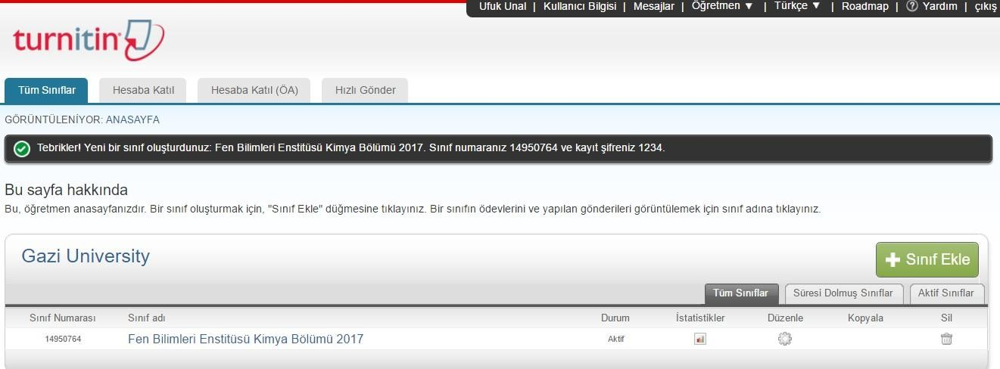 Ufuk Unal | Kullanıcı Bilgisi | Mesajlar | Öğretmen ▼ | Türkçe ▼ | Roadmap | ? Yardım | çıkış
turnitin
Tüm Sınıflar Hesaba Katıl Hesaba Katıl (ÖA) Hızlı Gönder
GÖRÜNTÜLENİYOR: ANASAYFA
Tebrikler! Yeni bir sınıf oluşturdunuz: Fen Bilimleri Enstitüsü Kimya Bölümü 2017. Sınıf numaranız 14950764 ve kayıt şifreniz 1234.
Bu sayfa hakkında
Bu, öğretmen anasayfanızdır. Bir sınıf oluşturmak için, "Sınıf Ekle" düğmesine tıklayınız. Bir sınıfın ödevlerini ve yapılan gönderileri görüntülemek için sınıf adına tıklayınız.
Gazi University
Sınıf Ekle
Tüm Sınıflar Süresi Dolmuş Sınıflar Aktif Sınıflar
Sınıf Numarası Sınıf adı Durum İstatistikler Düzenle Kopyala Sil
14950764 Fen Bilimleri Enstitüsü Kimya Bölümü 2017 Aktif